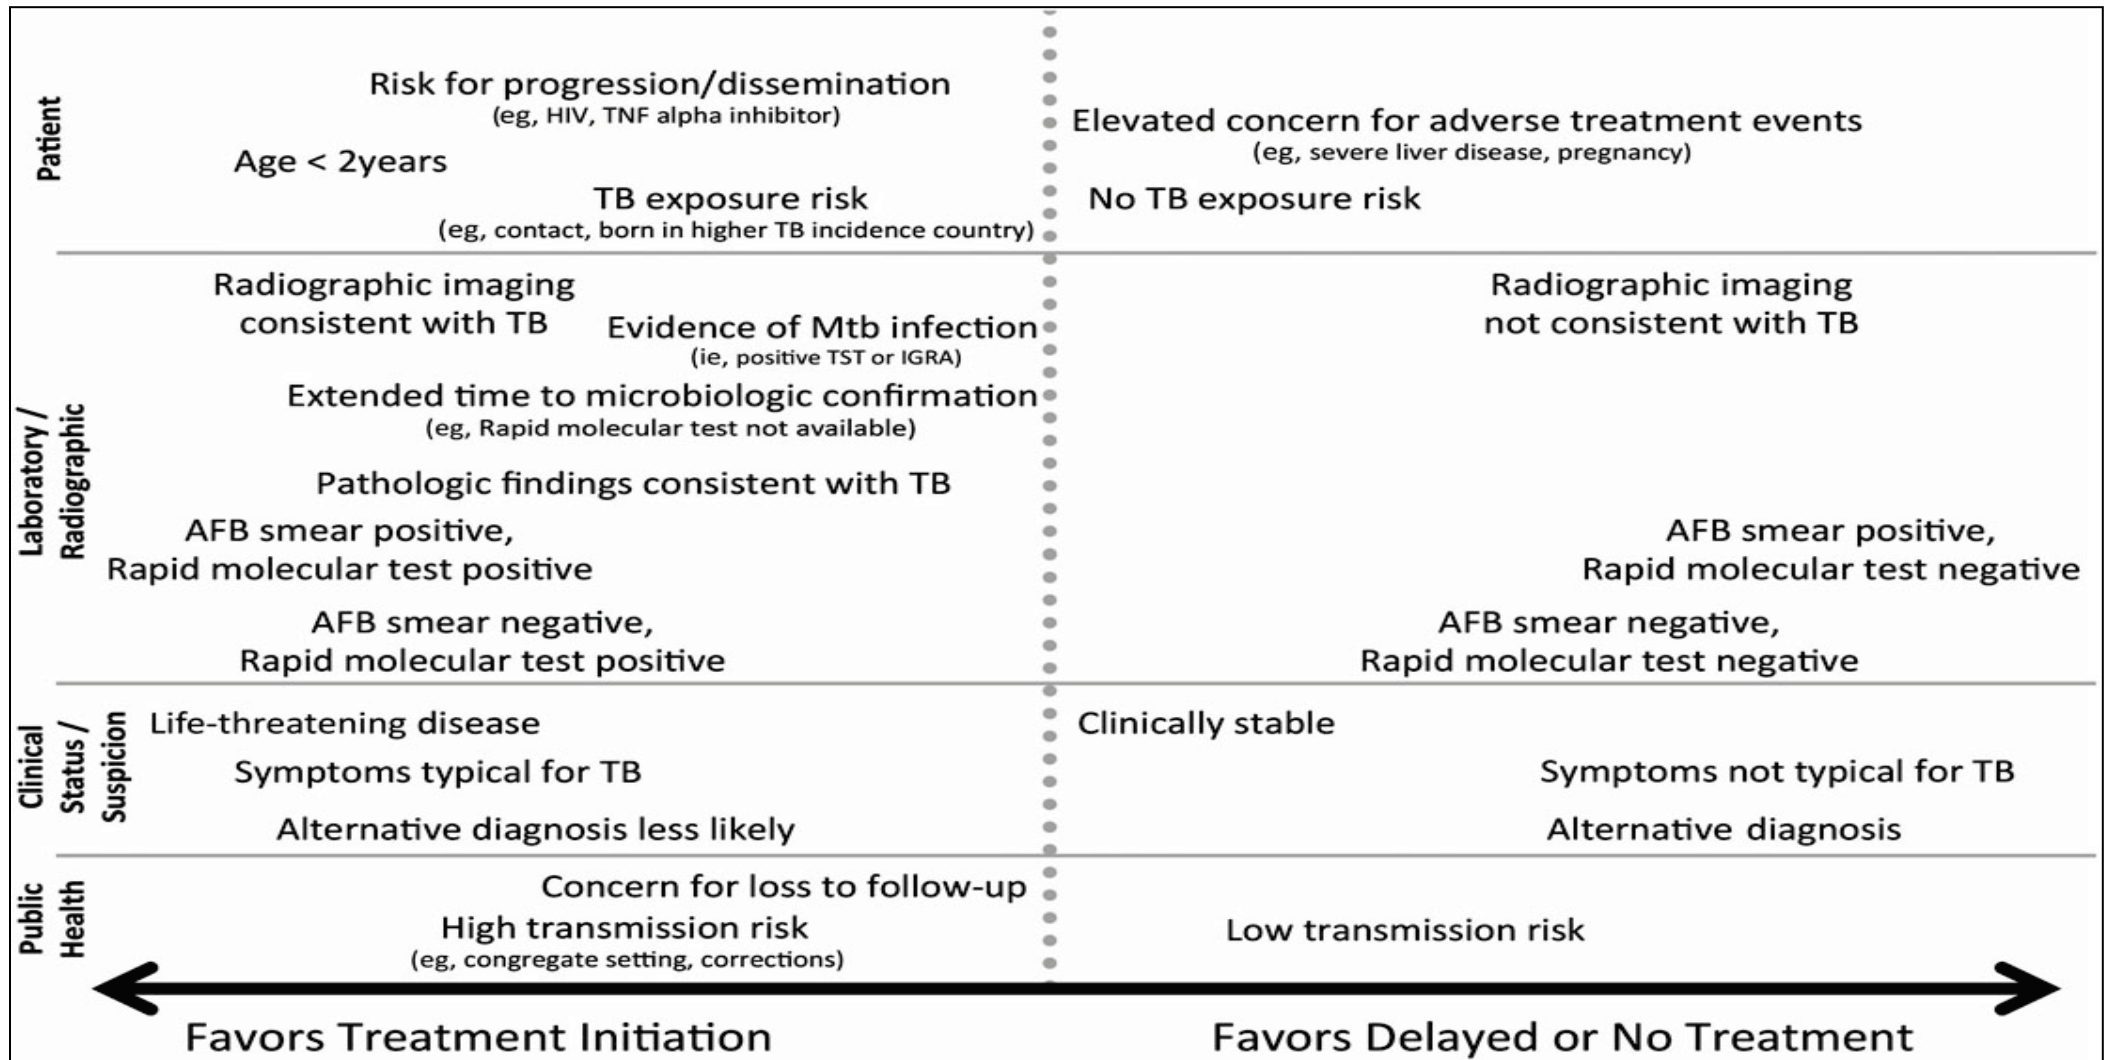 Patient
Risk for progression/dissemination
(eg, HIV, TNF alpha inhibitor)
Age < 2years
TB exposure risk
(eg, contact, born in higher TB incidence country)
Elevated concern for adverse treatment events
(eg, severe liver disease, pregnancy)
No TB exposure risk
Laboratory /
Radiographic
Radiographic imaging
consistent with TB
Evidence of Mtb infection
(ie, positive TST or IGRA)
Extended time to microbiologic confirmation
(eg, Rapid molecular test not available)
Pathologic findings consistent with TB
AFB smear positive,
Rapid molecular test positive
AFB smear negative,
Rapid molecular test positive
Radiographic imaging
not consistent with TB
AFB smear positive,
Rapid molecular test negative
AFB smear negative,
Rapid molecular test negative
Clinical
Status /
Suspicion
Life-threatening disease
Symptoms typical for TB
Alternative diagnosis less likely
Clinically stable
Symptoms not typical for TB
Alternative diagnosis
Public
Health
Concern for loss to follow-up
High transmission risk
(eg, congregate setting, corrections)
Low transmission risk
Favors Treatment Initiation
Favors Delayed or No Treatment